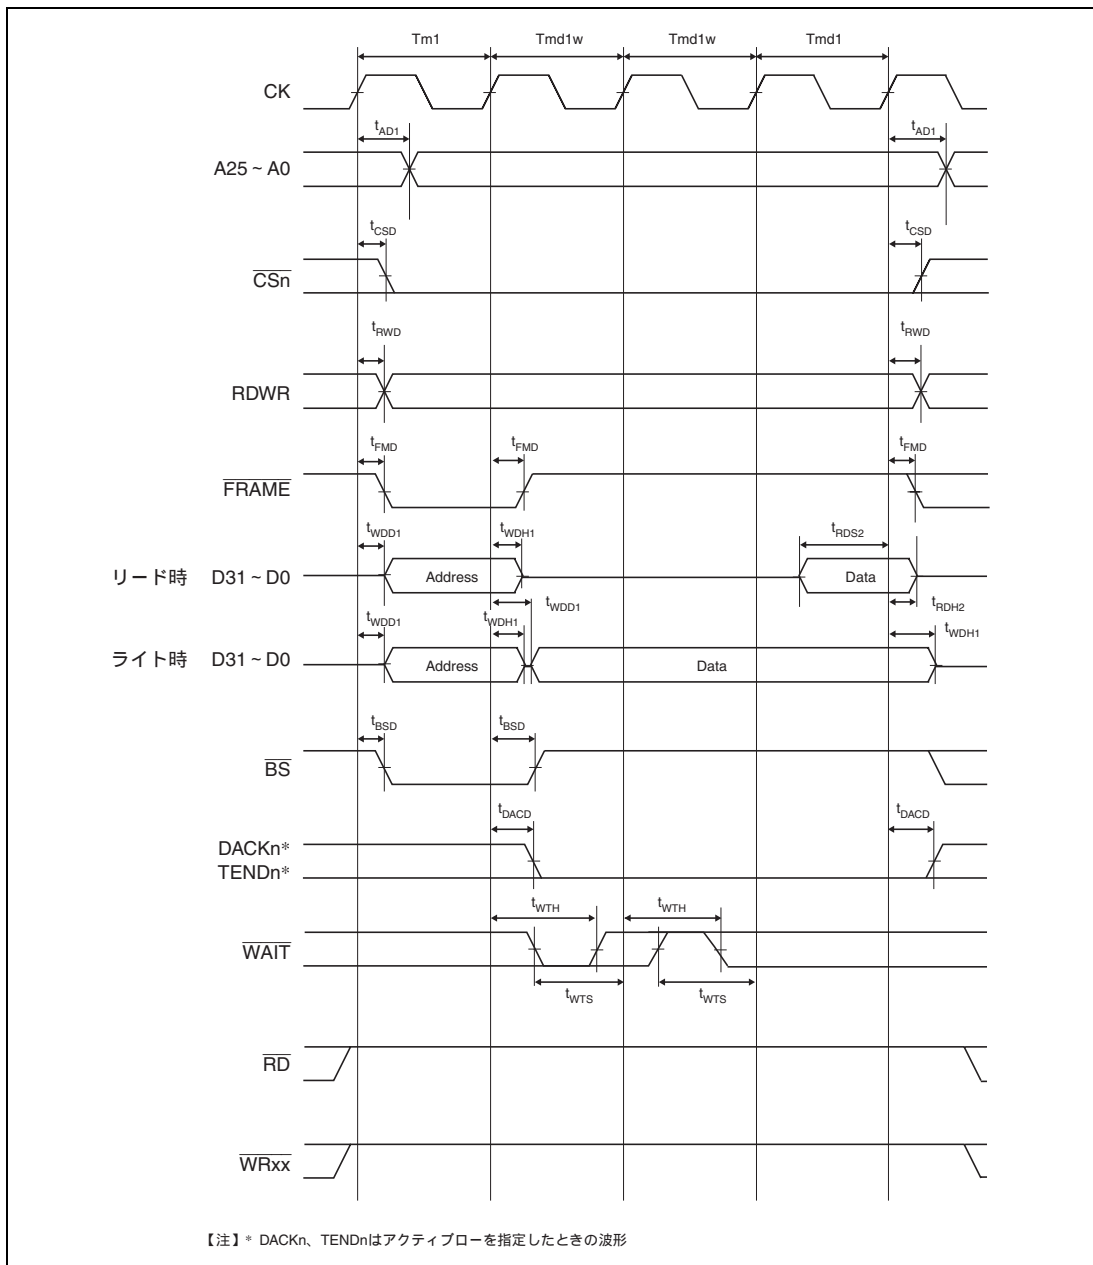 Tm1 Tmd1w Tmd1w Tmd1
CK
tAD1 tAD1
A25 ~ A0
tCSD tCSD
CSn
tRWD tRWD
RDWR
tFMD tFMD tFMD
FRAME
tWDD1 tWDH1 tRDS2
リード時 D31 ~ D0 Address Data
tWDD1 tRDH2
tWDD1 tWDH1 tWDH1
ライト時 D31 ~ D0 Address Data
tBSD tBSD
BS
tDACD tDACD
DACKn*
TENDn*
tWTH tWTH
WAIT
tWTS tWTS
RD
WRxx
【注】* DACKn、TENDnはアクティブローを指定したときの波形